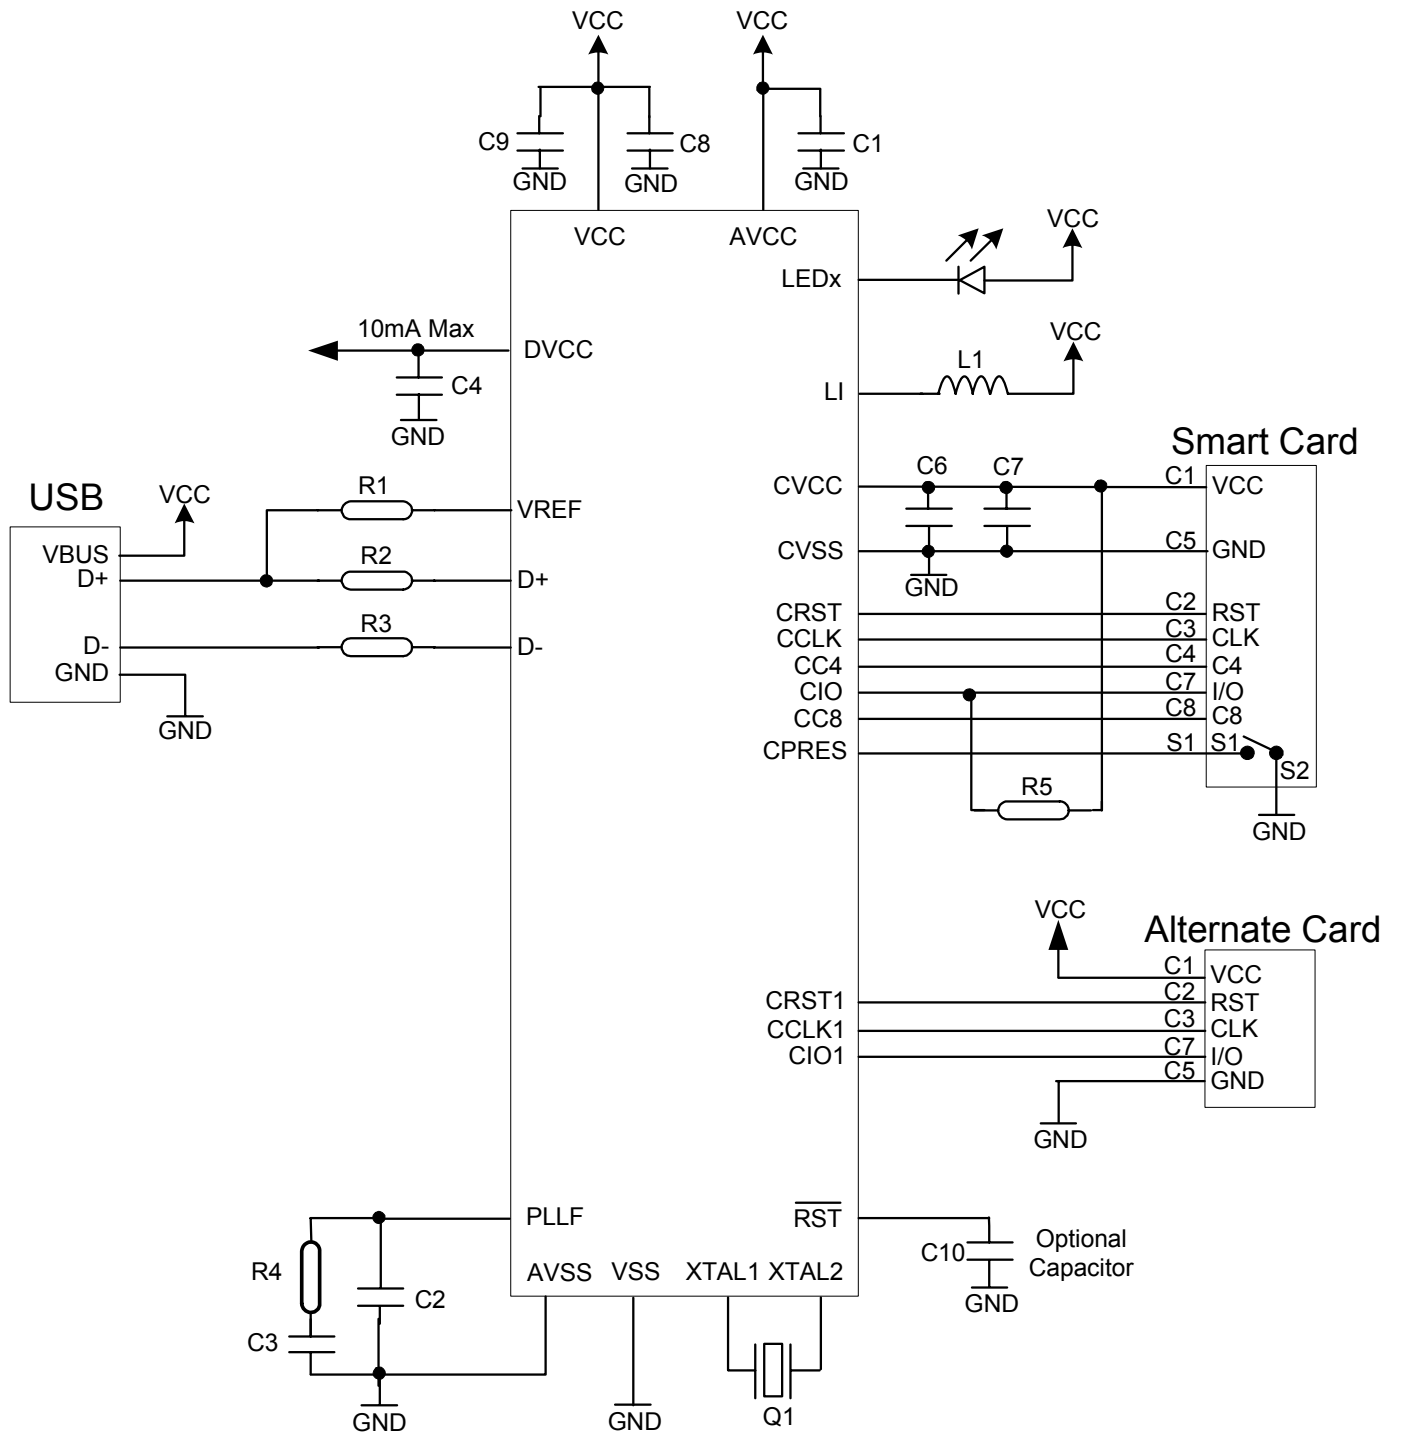 VCC
VCC
C9
C8
C1
GND
GND
GND
VCC
AVCC
VCC
LEDx
10mA Max
DVCC
C4
GND
VCC
L1
LI
Smart Card
C6
C7
CVCC
C1
VCC
CVSS
C5
GND
GND
USB
VCC
R1
VREF
VBUS
D+
R2
D+
R3
D-
D-
GND
GND
CRST
C2
RST
CCLK
C3
CLK
CC4
C4
C4
CIO
C7
I/O
CC8
C8
C8
CPRES
S1
S1
S2
R5
GND
VCC
Alternate Card
C1
VCC
CRST1
C2
RST
CCLK1
C3
CLK
CIO1
C7
I/O
C5
GND
GND
PLLF
RST
R4
C2
C3
GND
AVSS
VSS
XTAL1
XTAL2
C10
Optional
Capacitor
GND
GND
Q1